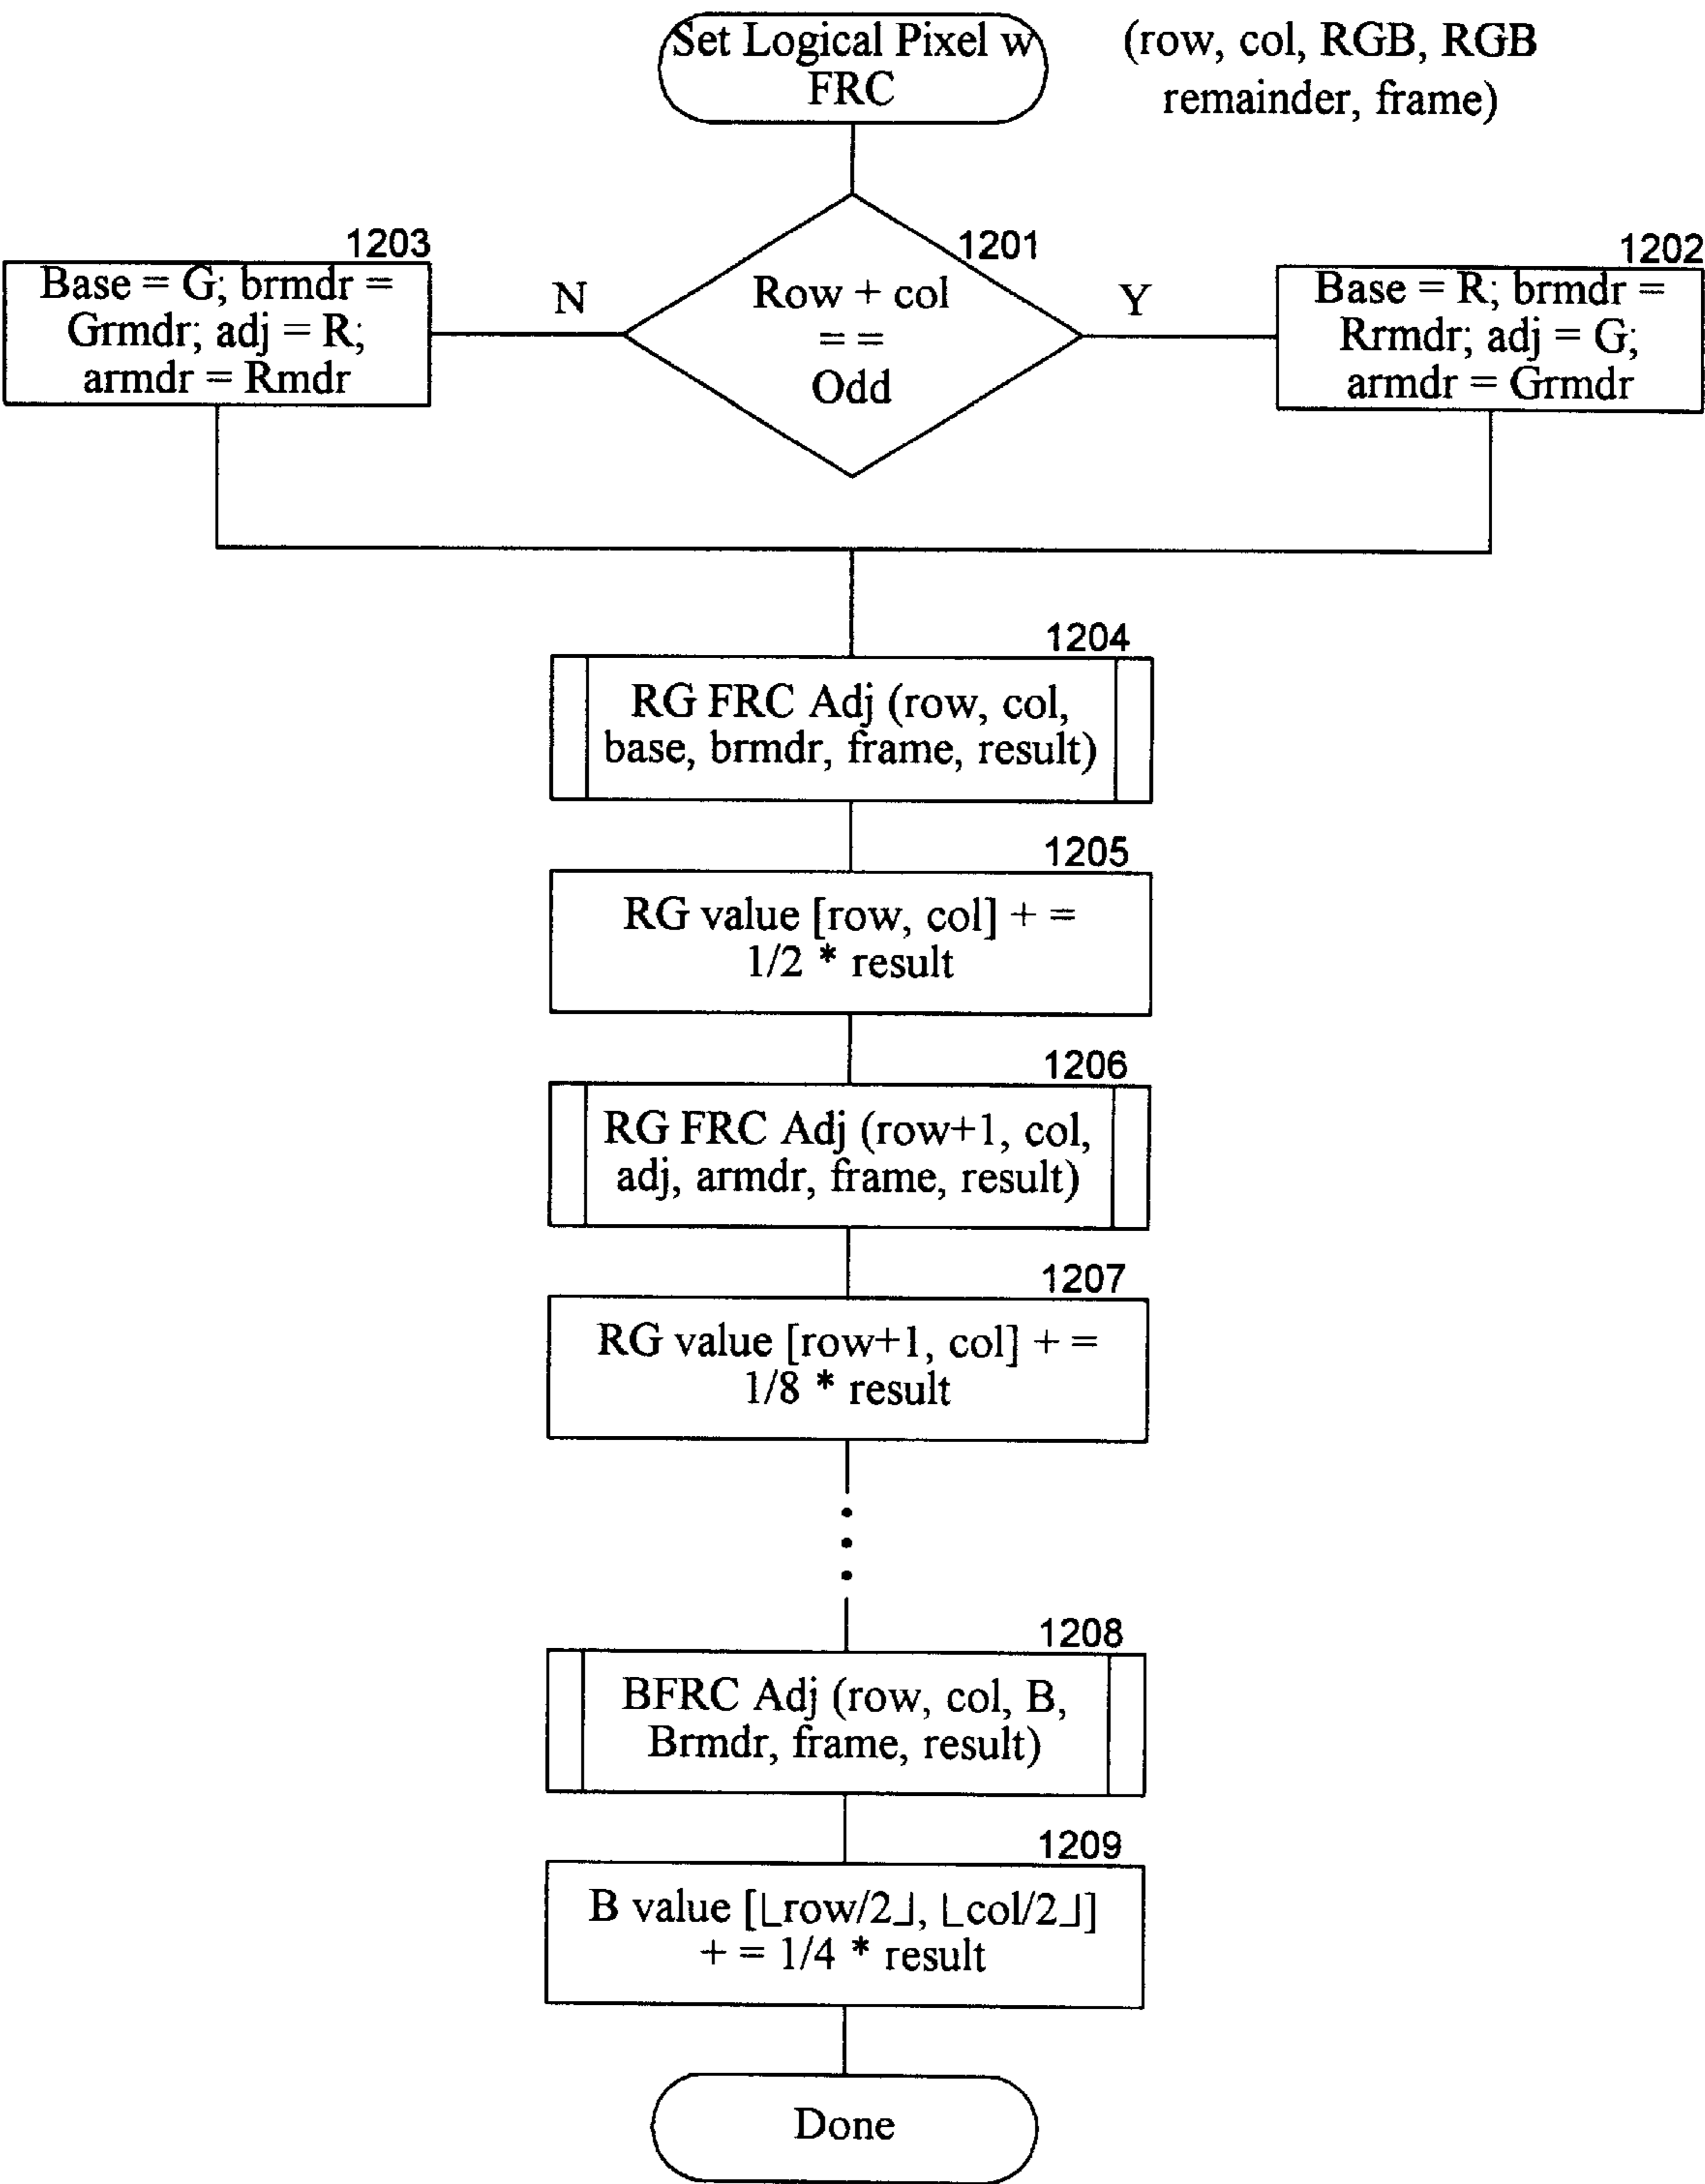 Set Logical Pixel w
FRC
(row, col, RGB, RGB
remainder, frame)
1201
Row + col
= =
Odd
N
Y
1203
Base = G; brmdr =
Grmdr; adj = R;
armdr = Rmdr
1202
Base = R; brmdr =
Rrmdr; adj = G;
armdr = Grmdr
1204
RG FRC Adj (row, col,
base, brmdr, frame, result)
1205
RG value [row, col] + =
1/2 * result
1206
RG FRC Adj (row+1, col,
adj, armdr, frame, result)
1207
RG value [row+1, col] + =
1/8 * result
1208
BFRC Adj (row, col, B,
Brmdr, frame, result)
1209
B value [⌊row/2⌋, ⌊col/2⌋]
+ = 1/4 * result
Done